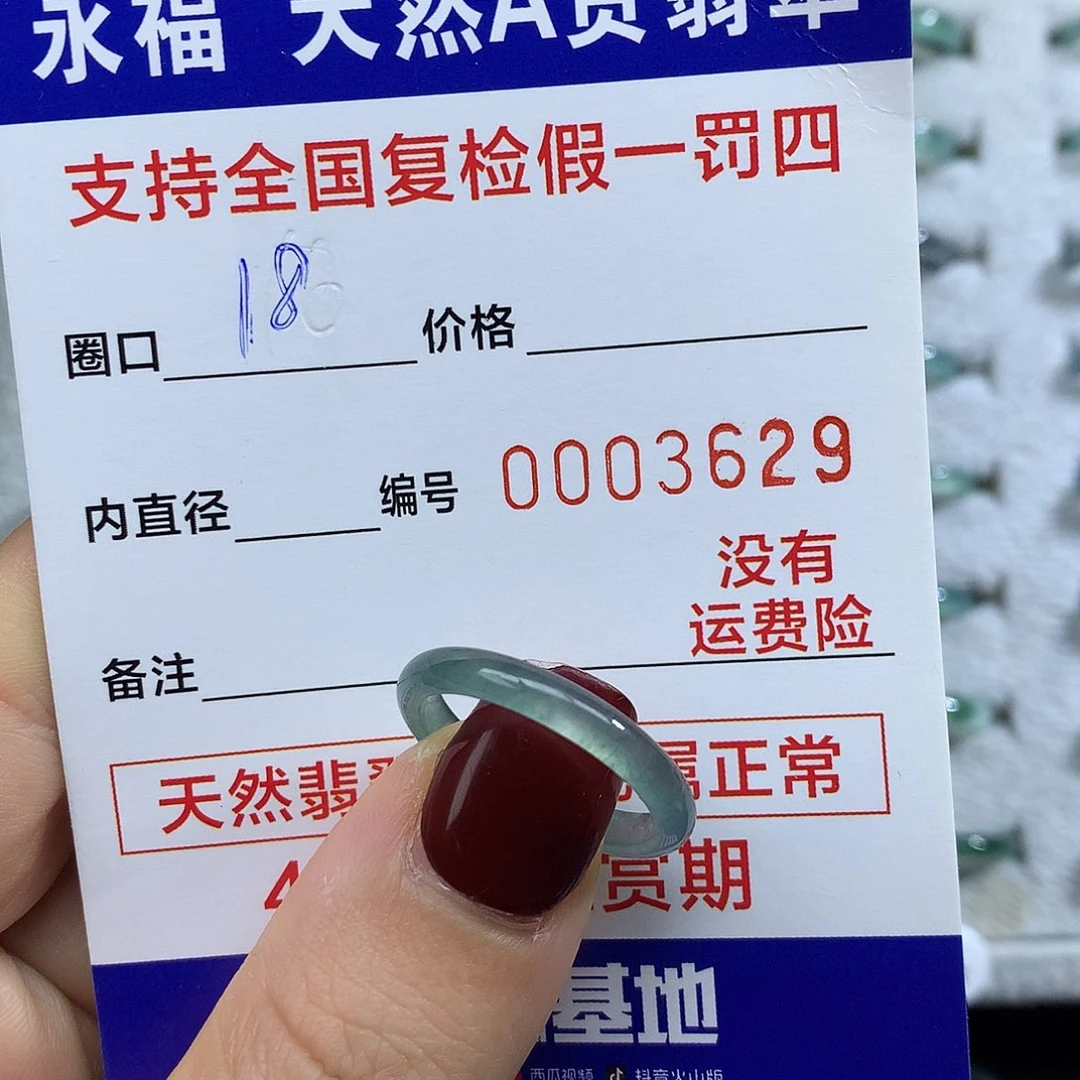 永福 天然A货翡翠
支持全国复检假一罚四
圈口 18 价格
内直径 编号 0003629
没有
运费险
备注
天然翡 属正常
赏期
基地
西瓜视频 抖音火山版